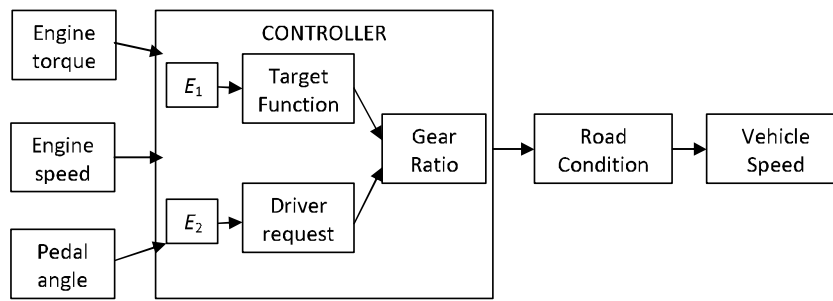 Engine
torque
Engine
speed
Pedal
angle
CONTROLLER
E1
Target
Function
E2
Driver
request
Gear
Ratio
Road
Condition
Vehicle
Speed